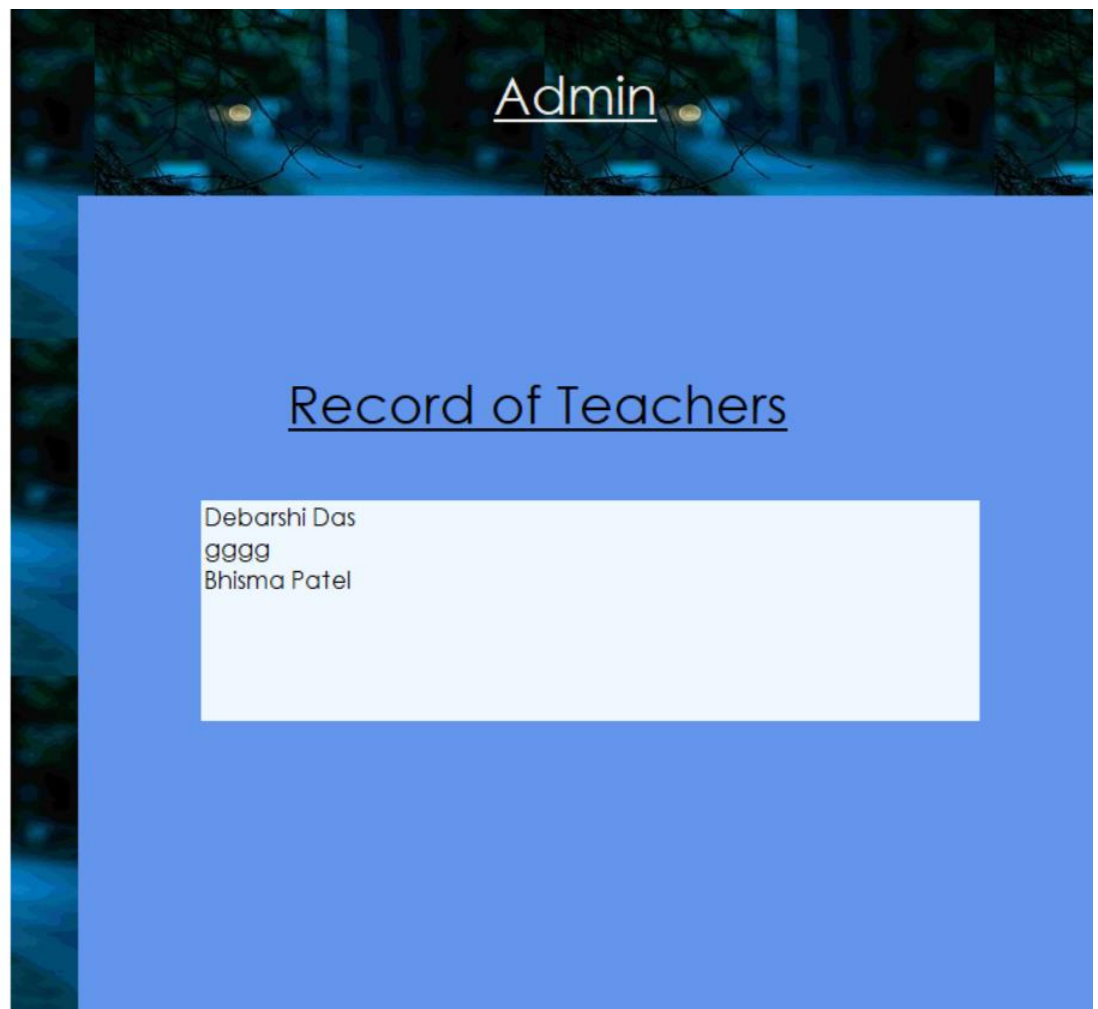 Admin
Record of Teachers
Debarshi Das
gggg
Bhisma Patel